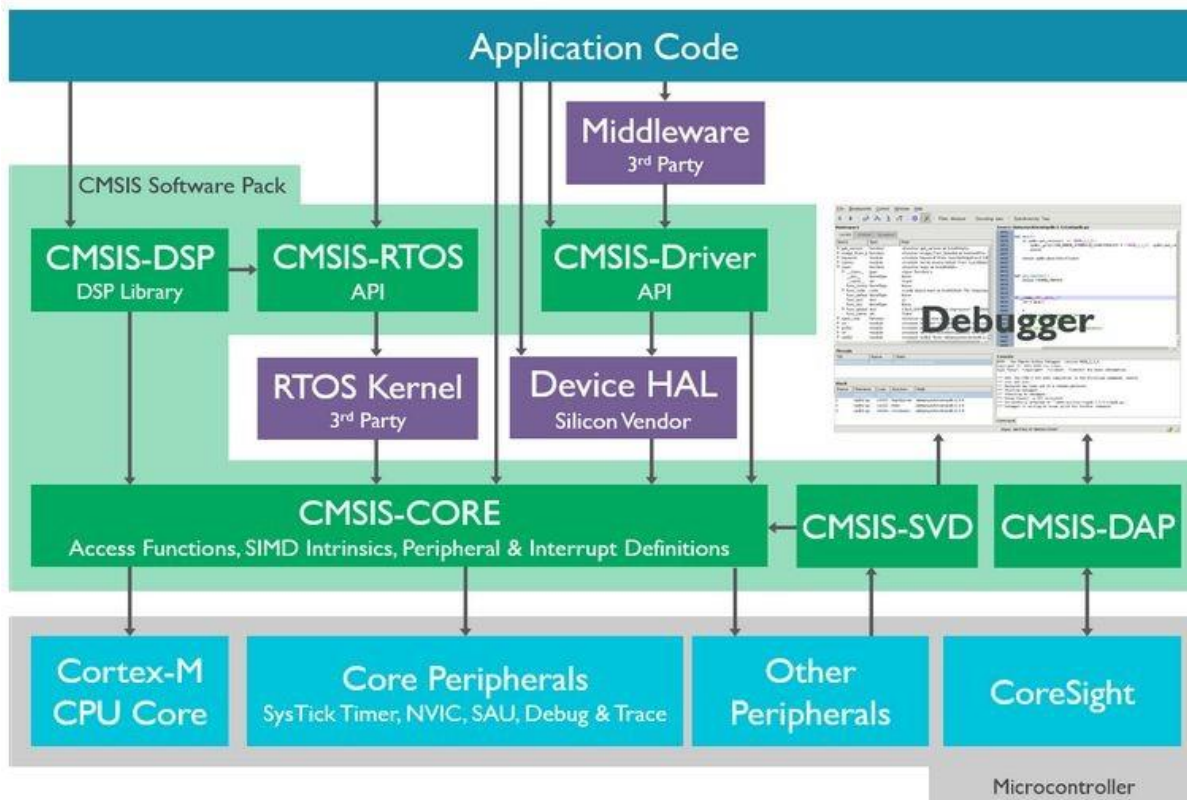 Application Code
Middleware
3rd Party
CMSIS Software Pack
CMSIS-DSP
DSP Library
CMSIS-RTOS
API
CMSIS-Driver
API
Debugger
RTOS Kernel
3rd Party
Device HAL
Silicon Vendor
CMSIS-CORE
Access Functions, SIMD Intrinsics, Peripheral & Interrupt Definitions
CMSIS-SVD
CMSIS-DAP
Cortex-M
CPU Core
Core Peripherals
SysTick Timer, NVIC, SAU, Debug & Trace
Other
Peripherals
CoreSight
Microcontroller